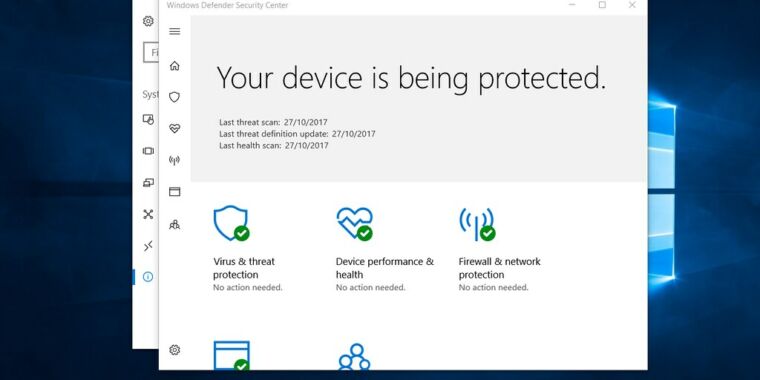 Windows Defender Security Center
Fi
Syst
Your device is being protected.
Last threat scan: 27/10/2017
Last threat definition update: 27/10/2017
Last health scan: 27/10/2017
Virus & threat
protection
No action needed.
Device performance &
health
No action needed.
Firewall & network
protection
No action needed.